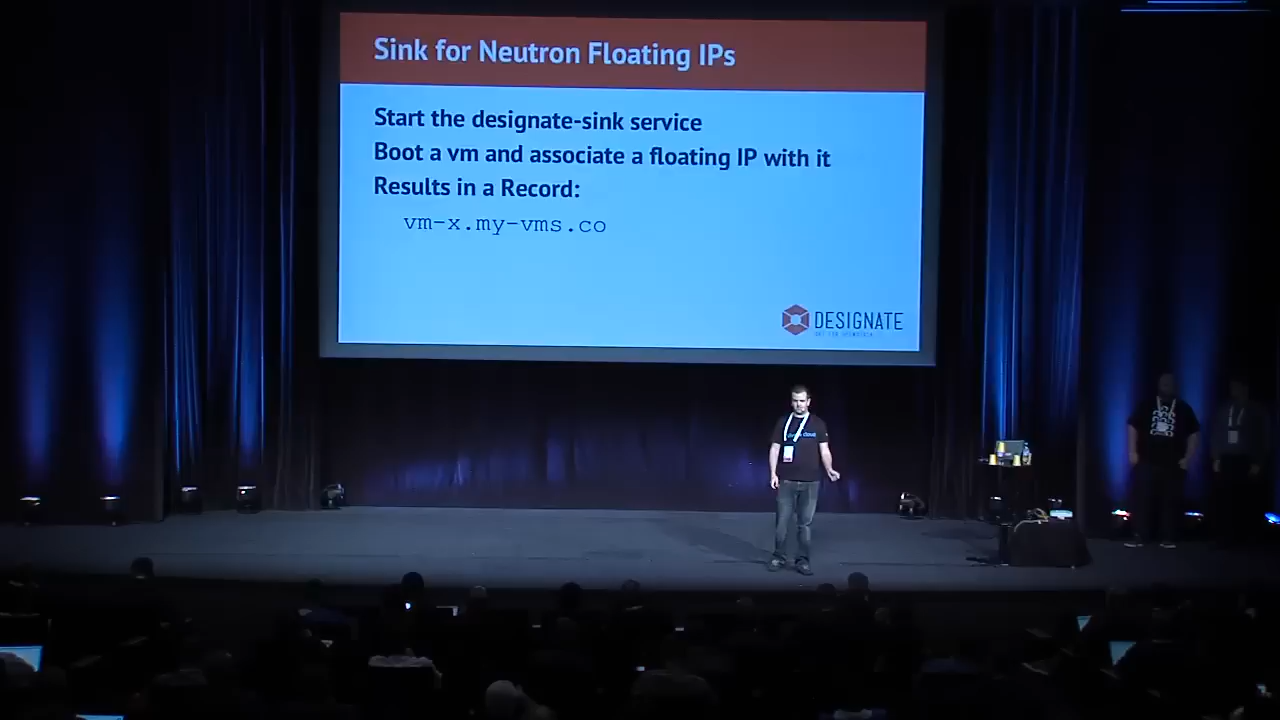 Sink for Neutron Floating IPs
Start the designate-sink service
Boot a vm and associate a floating IP with it
Results in a Record:
vm-x.my-vms.co
DESIGNATE